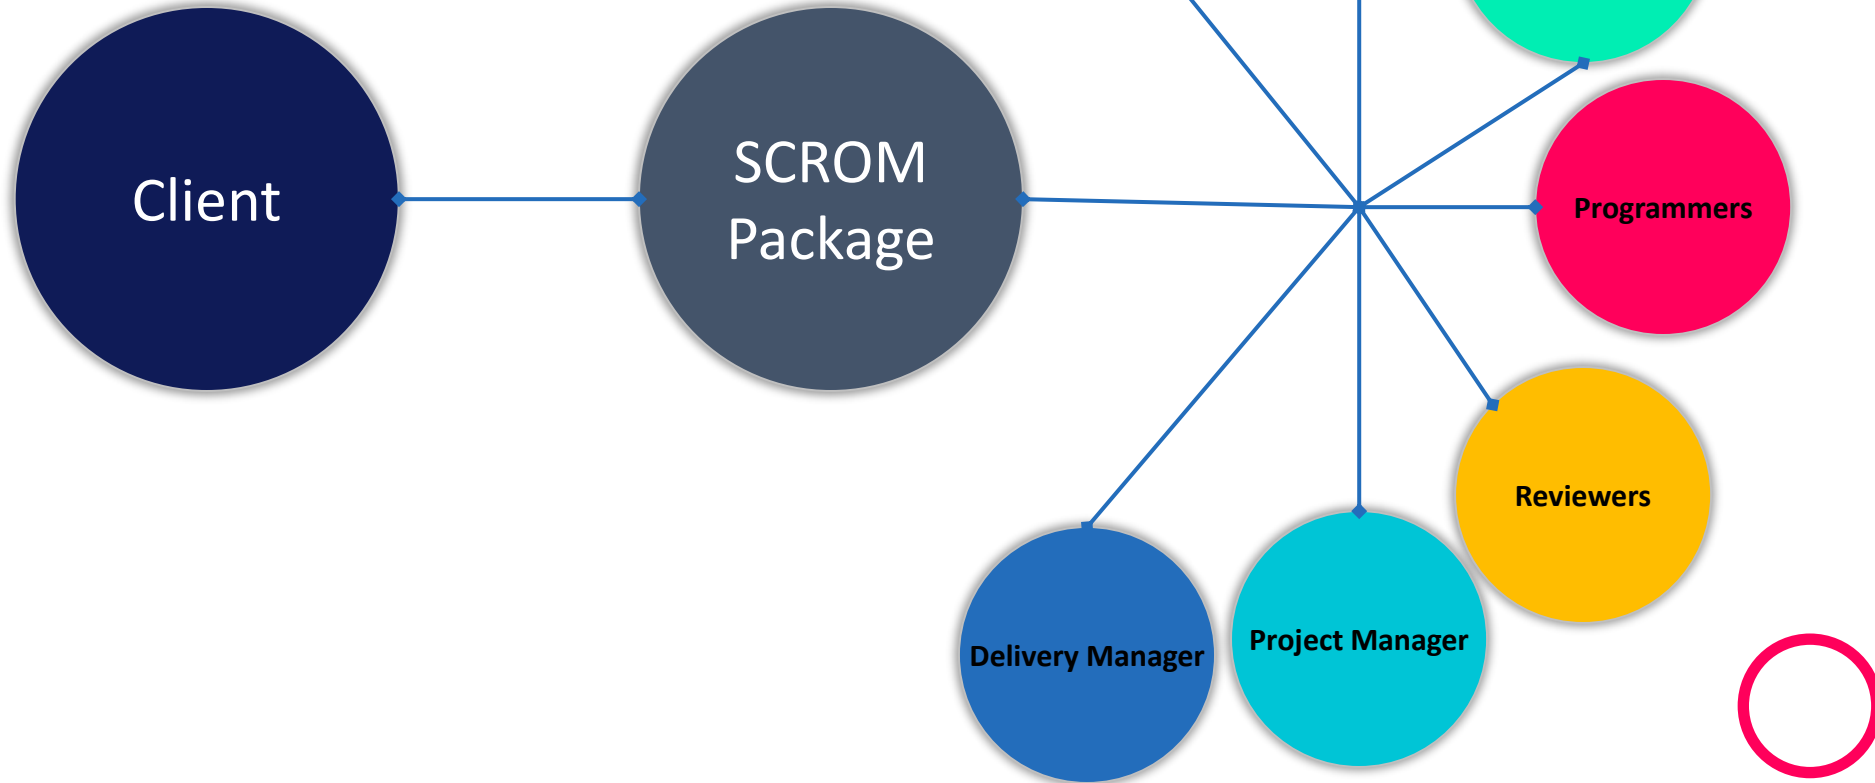 Client
SCROM
Package
Programmers
Reviewers
Project Manager
Delivery Manager